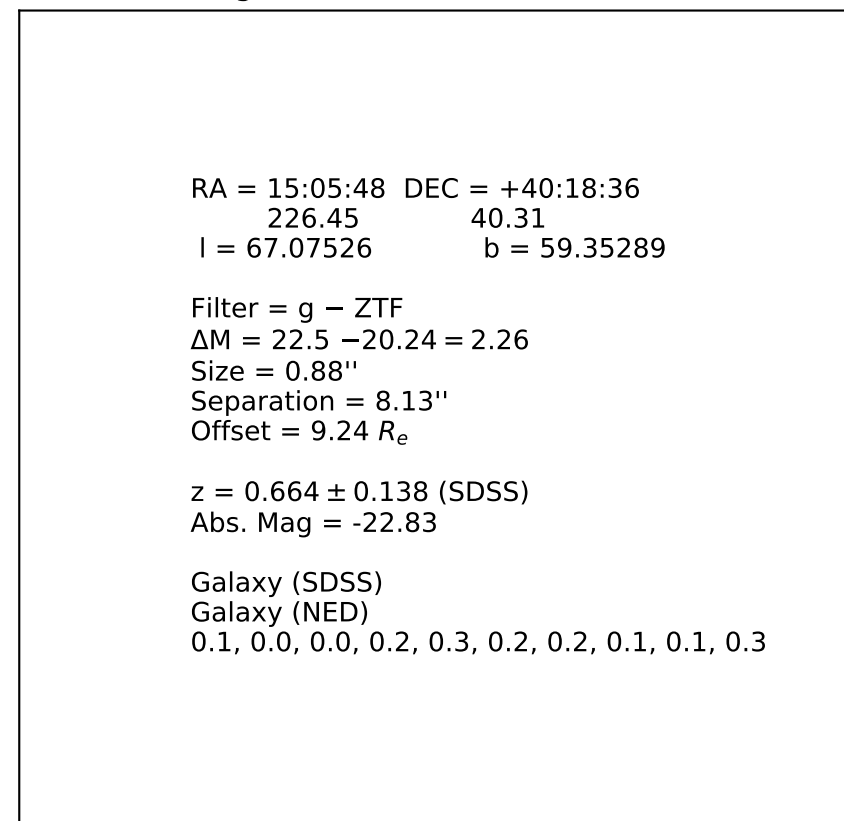 RA = 15:05:48 DEC = +40:18:36
226.45 40.31
l = 67.07526 b = 59.35289
Filter = g − ZTF
ΔM = 22.5 −20.24 = 2.26
Size = 0.88''
Separation = 8.13''
Offset = 9.24 Re
z = 0.664 ± 0.138 (SDSS)
Abs. Mag = -22.83
Galaxy (SDSS)
Galaxy (NED)
0.1, 0.0, 0.0, 0.2, 0.3, 0.2, 0.2, 0.1, 0.1, 0.3